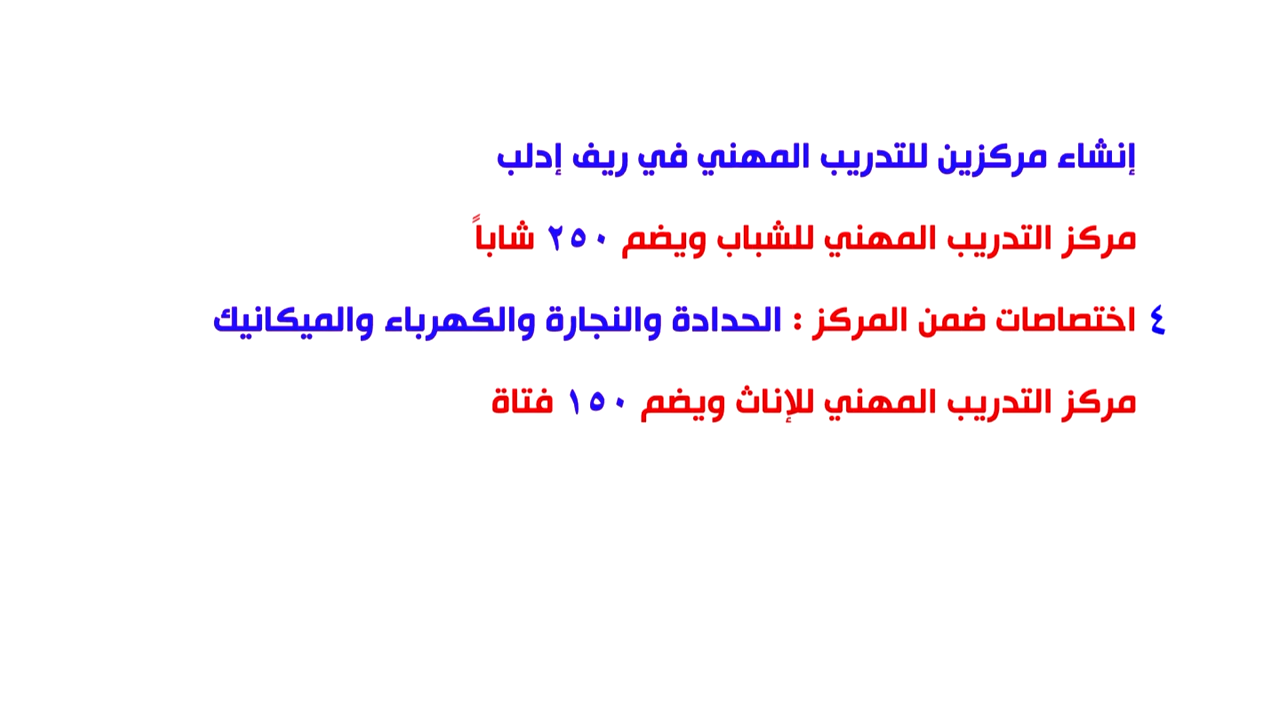 إنشاء مركزين للتدريب المهني في ريف إدلب
مركز التدريب المهني للشباب ويضم ٢٥٠ شاباً
٤ اختصاصات ضمن المركز : الحدادة والنجارة والكهرباء والميكانيك
مركز التدريب المهني للإناث ويضم ١٥٠ فتاة